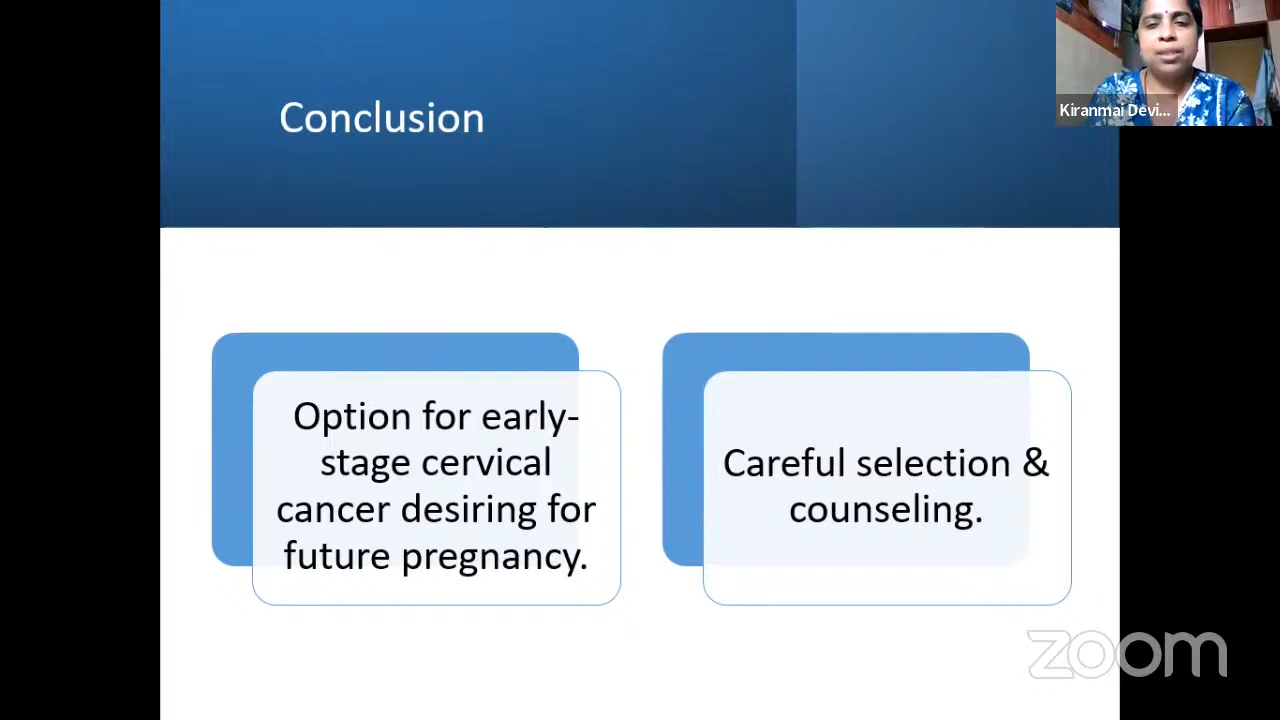 Conclusion
Kiranmai Devi...
Option for early-
stage cervical
cancer desiring for
future pregnancy.
Careful selection &
counseling.
zoom